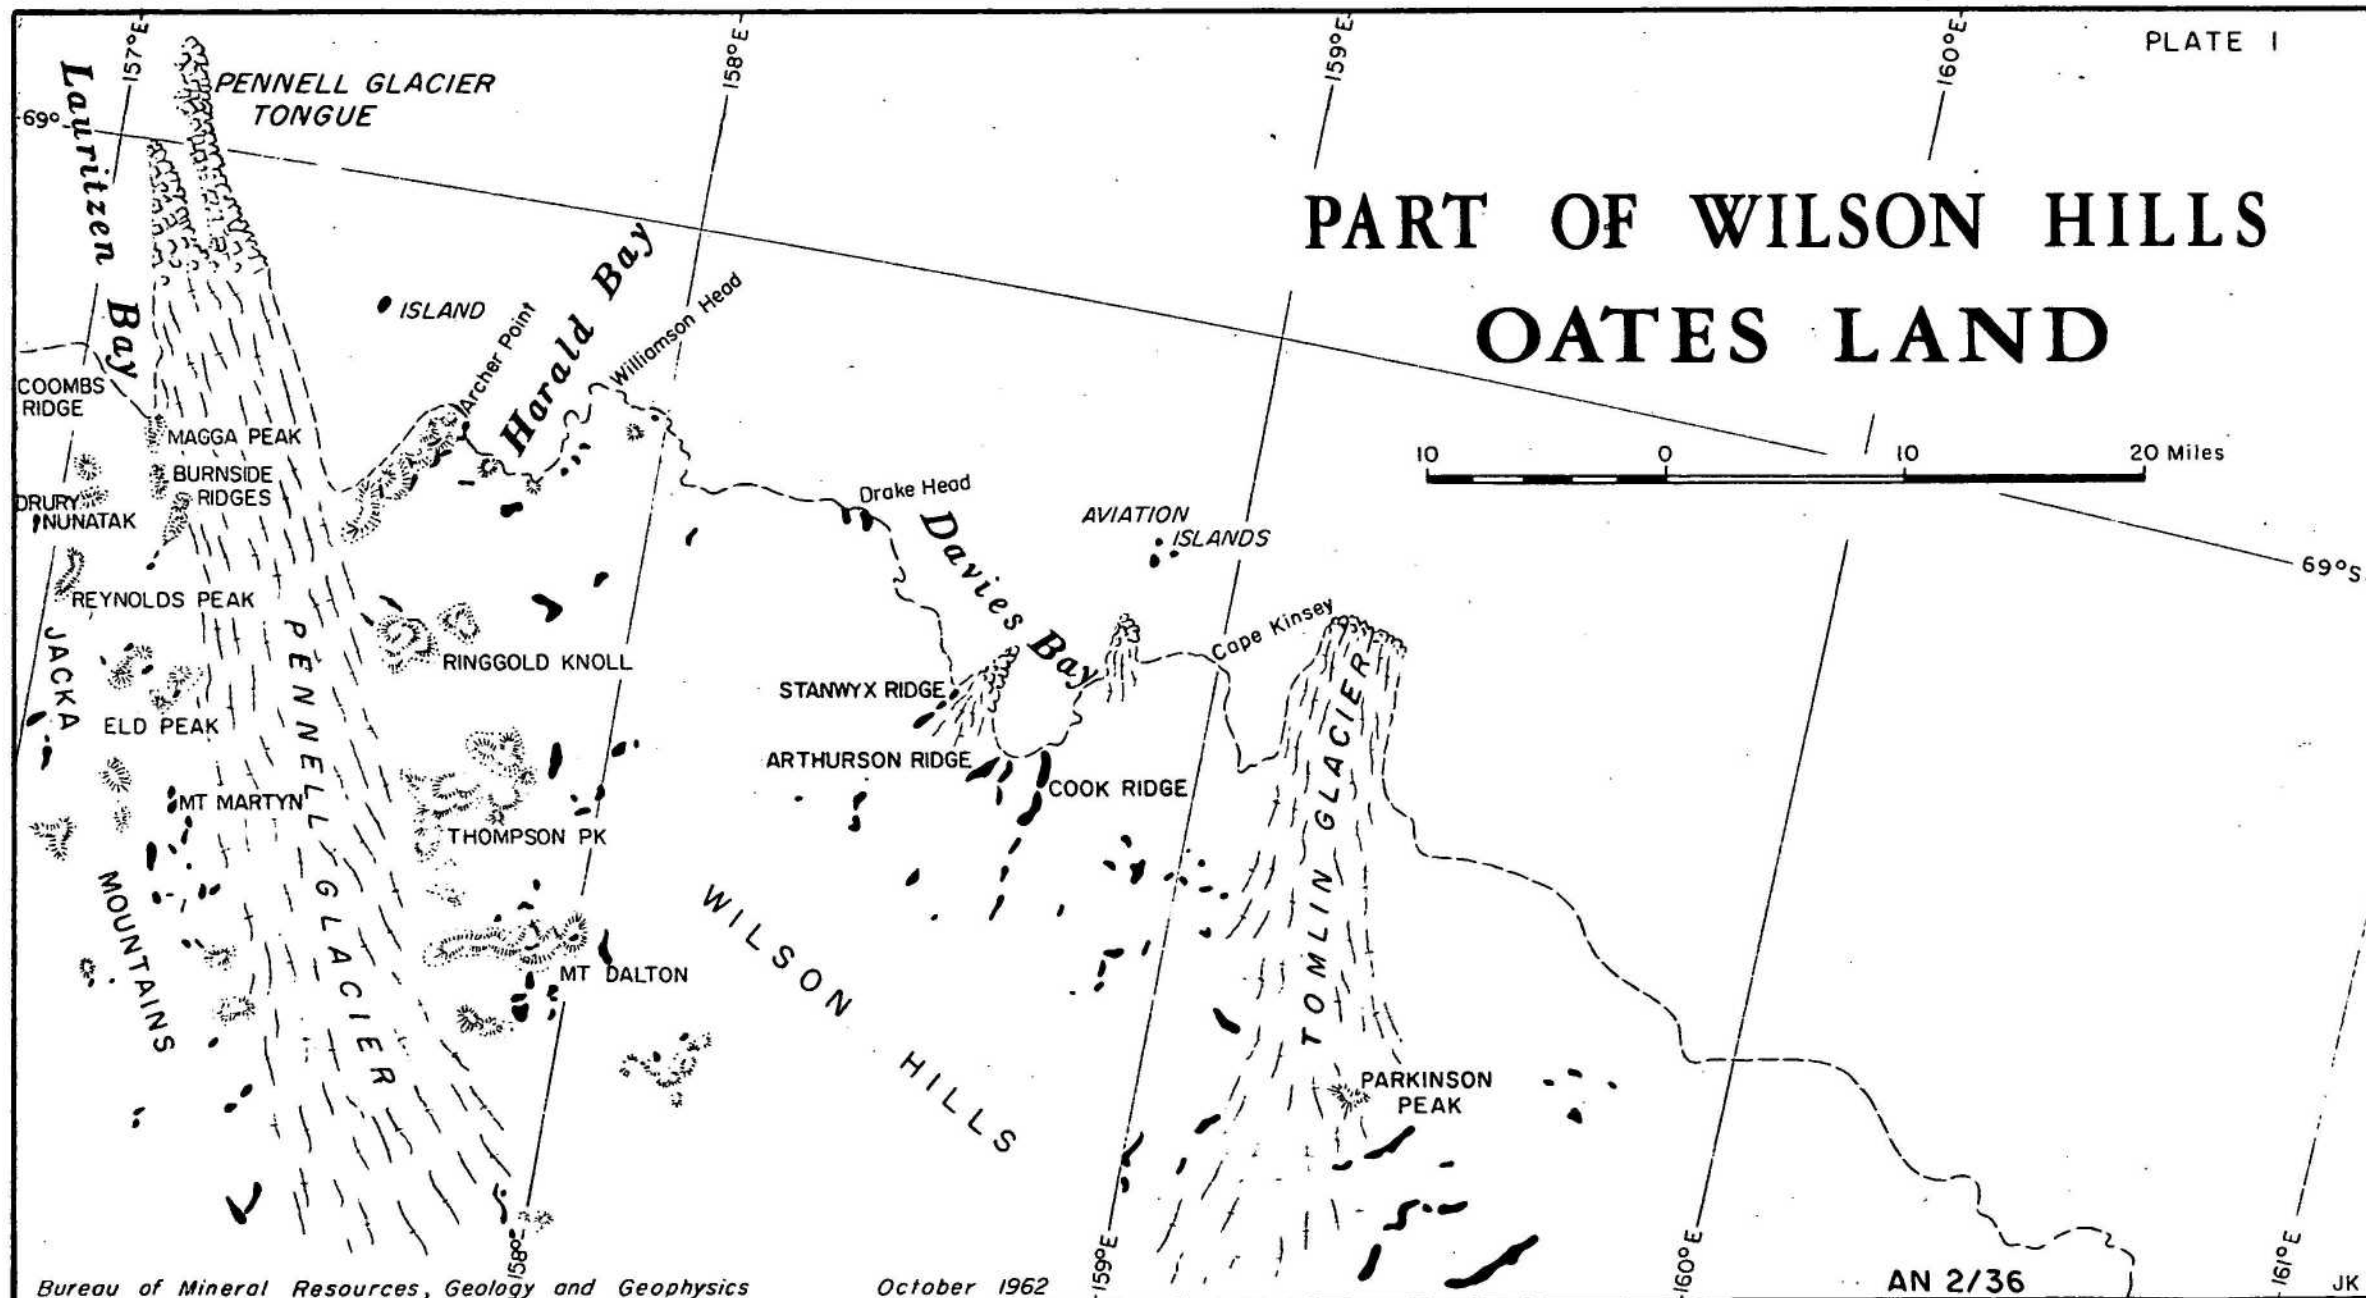 157°E
158°E
159°E
160°E
PLATE 1
Lauritzen Bay
PENNELL GLACIER
TONGUE
69°
PART OF WILSON HILLS
OATES LAND
ISLAND
Archer Point
Harald Bay
Williamson Head
COOMBS
RIDGE
MAGGA PEAK
BURNSIDE
RIDGES
DRURY
NUNATAK
REYNOLDS PEAK
10 0 10 20 Miles
69°S
Drake Head
Davies Bay
AVIATION
ISLANDS
Cape Kinsey
JACKA
MOUNTAINS
PENNELL GLACIER
RINGGOLD KNOLL
STANWYX RIDGE
ELD PEAK
ARTHURSON RIDGE
COOK RIDGE
MT MARTYN
THOMPSON PK
TOMLIN GLACIER
WILSON
HILLS
MT DALTON
PARKINSON
PEAK
158°
159°E
160°E
161°E
Bureau of Mineral Resources, Geology and Geophysics
October 1962
AN 2/36
JK